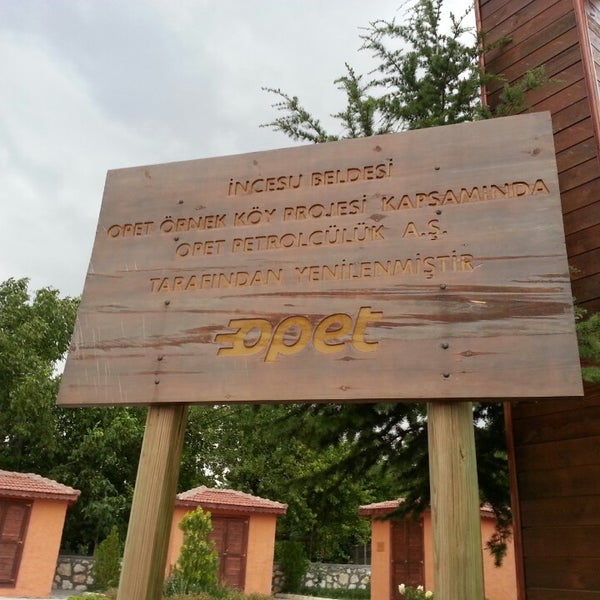 İNCESU BELDESİ
OPET ÖRNEK KÖY PROJESİ KAPSAMINDA
OPET PETROLCÜLÜK A.Ş.
TARAFINDAN YENİLENMİŞTİR
opet